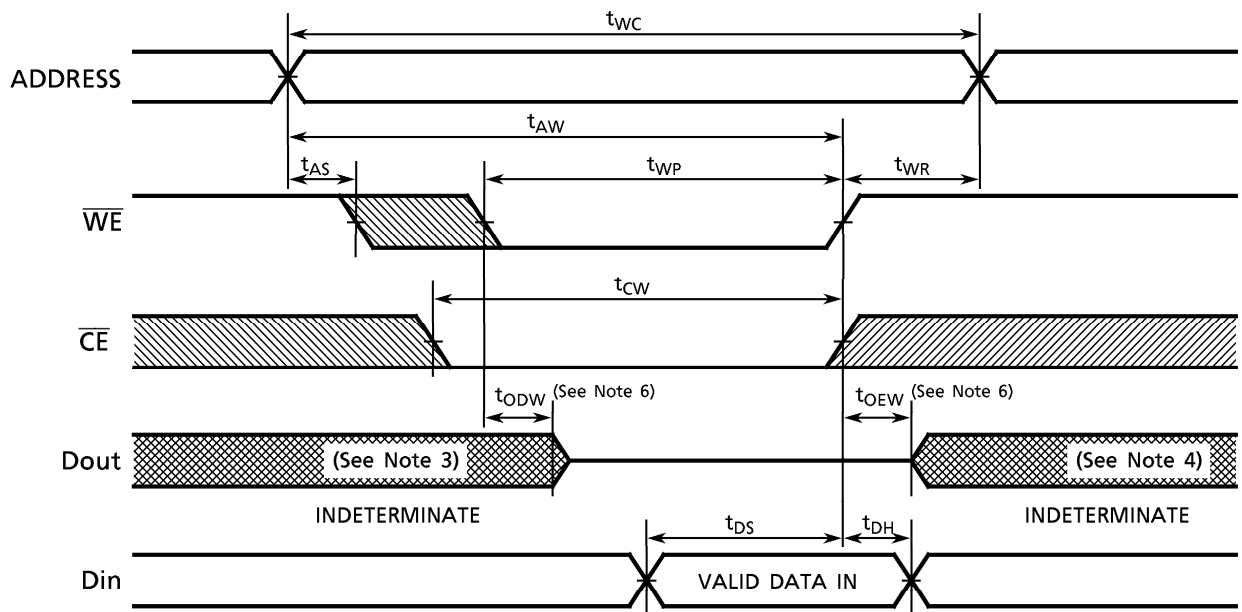 tWC
ADDRESS
tAW
tAS
tWP
tWR
WE
tCW
CE
tODW (See Note 6)
tOEW (See Note 6)
Dout
(See Note 3)
(See Note 4)
INDETERMINATE
INDETERMINATE
tDS
tDH
Din
VALID DATA IN